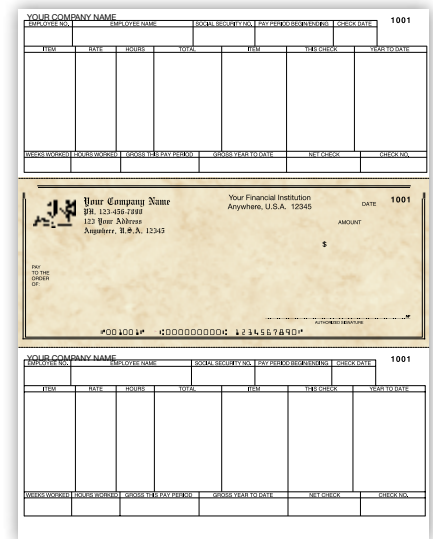 YOUR COMPANY NAME 1001
EMPLOYEE NO. EMPLOYEE NAME SOCIAL SECURITY NO. PAY PERIOD BEGIN/ENDING CHECK DATE
ITEM RATE HOURS TOTAL ITEM THIS CHECK YEAR TO DATE
WEEKS WORKED HOURS WORKED GROSS THIS PAY PERIOD GROSS YEAR TO DATE NET CHECK CHECK NO.
Your Company Name Your Financial Institution 1001
PH. 123-456-7890 Anywhere, U.S.A. 12345 DATE
123 Your Address AMOUNT
Anywhere, U.S.A. 12345
$
PAY
TO THE
ORDER
OF:
AUTHORIZED SIGNATURE
⑈001001⑈ ⑆000000000⑆ 1234567890⑈
YOUR COMPANY NAME 1001
EMPLOYEE NO. EMPLOYEE NAME SOCIAL SECURITY NO. PAY PERIOD BEGIN/ENDING CHECK DATE
ITEM RATE HOURS TOTAL ITEM THIS CHECK YEAR TO DATE
WEEKS WORKED HOURS WORKED GROSS THIS PAY PERIOD GROSS YEAR TO DATE NET CHECK CHECK NO.